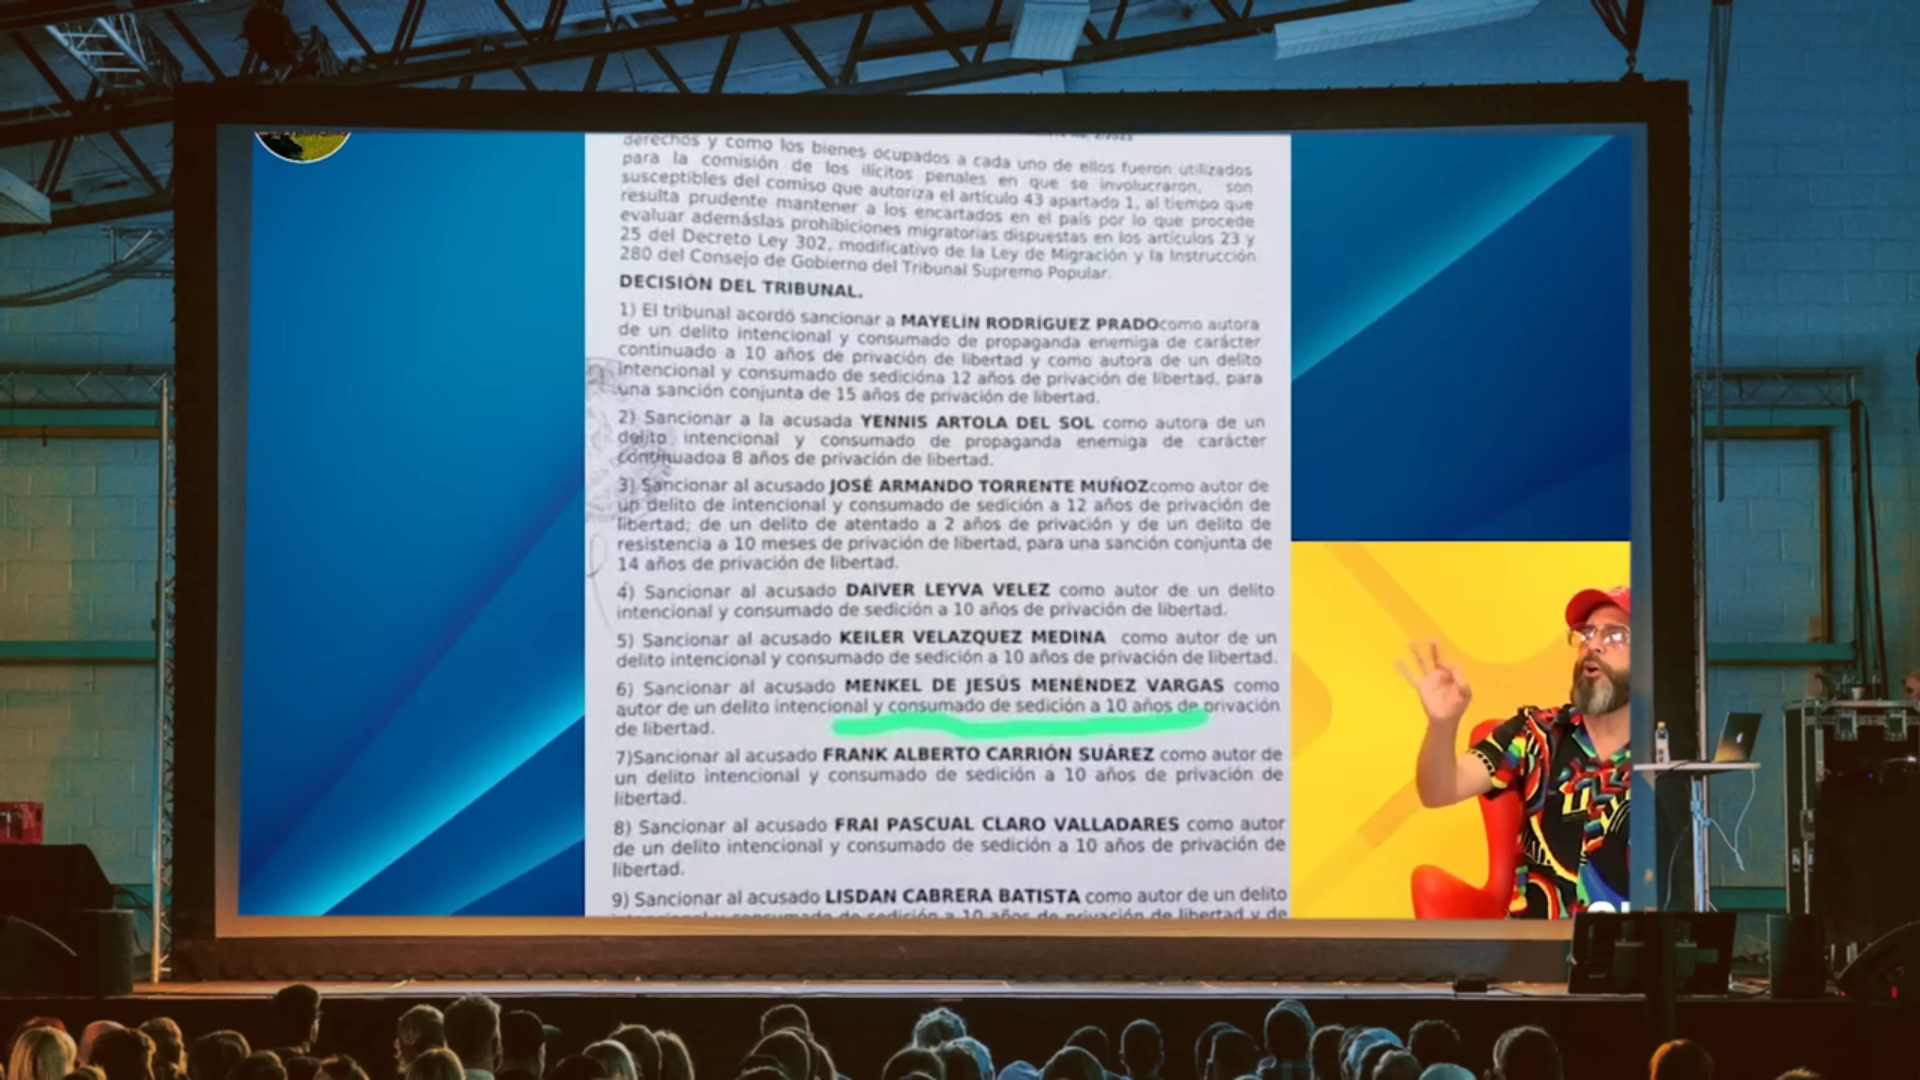 derechos y como los bienes ocupados a cada uno de ellos fueron utilizados
para la comisión de los ilícitos penales en que se involucraron, son
susceptibles del comiso que autoriza el artículo 43 apartado 1, al tiempo que
resulta prudente mantener a los encartados en el país por lo que procede
evaluar ademáslas prohibiciones migratorias dispuestas en los artículos 23 y
25 del Decreto Ley 302, modificativo de la Ley de Migración y la Instrucción
280 del Consejo de Gobierno del Tribunal Supremo Popular.
DECISIÓN DEL TRIBUNAL.
1) El tribunal acordó sancionar a MAYELÍN RODRÍGUEZ PRADOcomo autora
de un delito intencional y consumado de propaganda enemiga de carácter
continuado a 10 años de privación de libertad y como autora de un delito
intencional y consumado de sedicióna 12 años de privación de libertad, para
una sanción conjunta de 15 años de privación de libertad.
2) Sancionar a la acusada YENNIS ARTOLA DEL SOL como autora de un
delito intencional y consumado de propaganda enemiga de carácter
continuadoa 8 años de privación de libertad.
3) Sancionar al acusado JOSÉ ARMANDO TORRENTE MUÑOZcomo autor de
un delito de intencional y consumado de sedición a 12 años de privación de
libertad; de un delito de atentado a 2 años de privación y de un delito de
resistencia a 10 meses de privación de libertad, para una sanción conjunta de
14 años de privación de libertad.
4) Sancionar al acusado DAIVER LEYVA VELEZ como autor de un delito
intencional y consumado de sedición a 10 años de privación de libertad.
5) Sancionar al acusado KEILER VELAZQUEZ MEDINA como autor de un
delito intencional y consumado de sedición a 10 años de privación de libertad.
6) Sancionar al acusado MENKEL DE JESÚS MENÉNDEZ VARGAS como
autor de un delito intencional y consumado de sedición a 10 años de privación
de libertad.
7)Sancionar al acusado FRANK ALBERTO CARRIÓN SUÁREZ como autor de
un delito intencional y consumado de sedición a 10 años de privación de
libertad.
8) Sancionar al acusado FRAI PASCUAL CLARO VALLADARES como autor
de un delito intencional y consumado de sedición a 10 años de privación de
libertad.
9) Sancionar al acusado LISDAN CABRERA BATISTA como autor de un delito
intencional y consumado de sedición a 10 años de privación de libertad y de